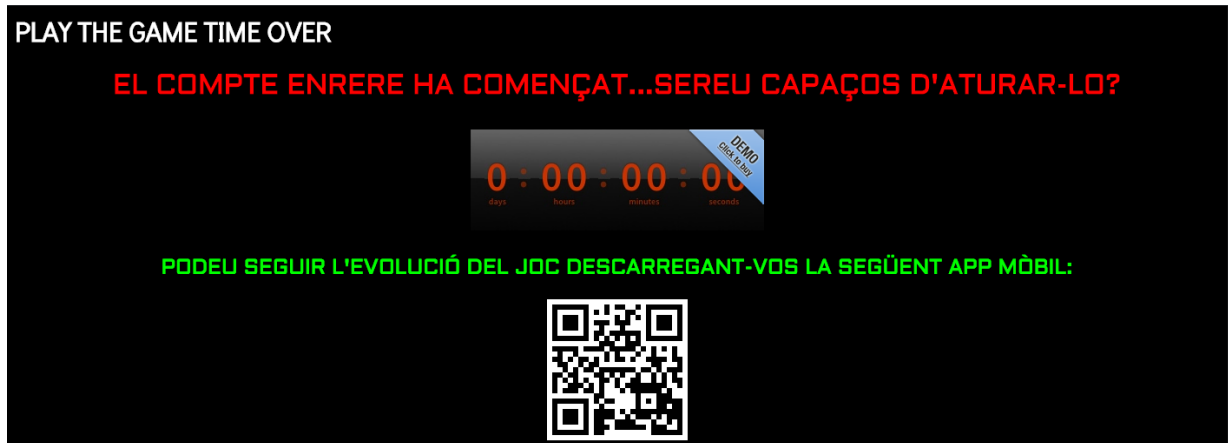 PLAY THE GAME TIME OVER
EL COMPTE ENRERE HA COMENÇAT...SEREU CAPAÇOS D'ATURAR-LO?
DEMO
Click to buy
0 : 00 : 00 : 00
days hours minutes seconds
PODEU SEGUIR L'EVOLUCIÓ DEL JOC DESCARREGANT-VOS LA SEGÜENT APP MÒBIL: